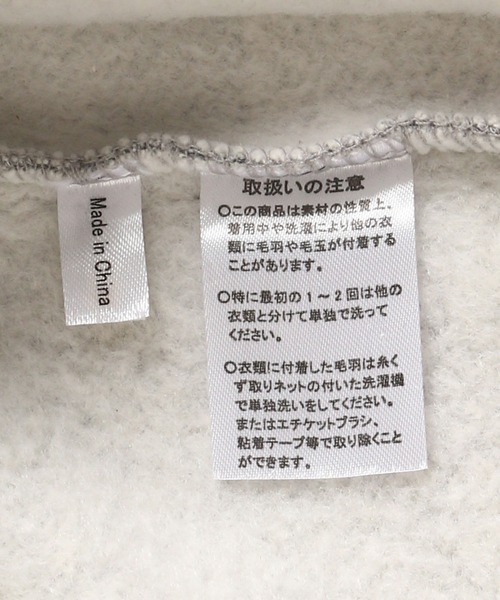 Made in China
取扱いの注意
○この商品は素材の性質上、
着用中や洗濯により他の衣
類に毛羽や毛玉が付着する
ことがあります。
○特に最初の1～2回は他の
衣類と分けて単独で洗って
ください。
○衣類に付着した毛羽は糸く
ず取りネットの付いた洗濯機
で単独洗いをしてください。
またはエチケットブラシ、
粘着テープ等で取り除くこと
ができます。